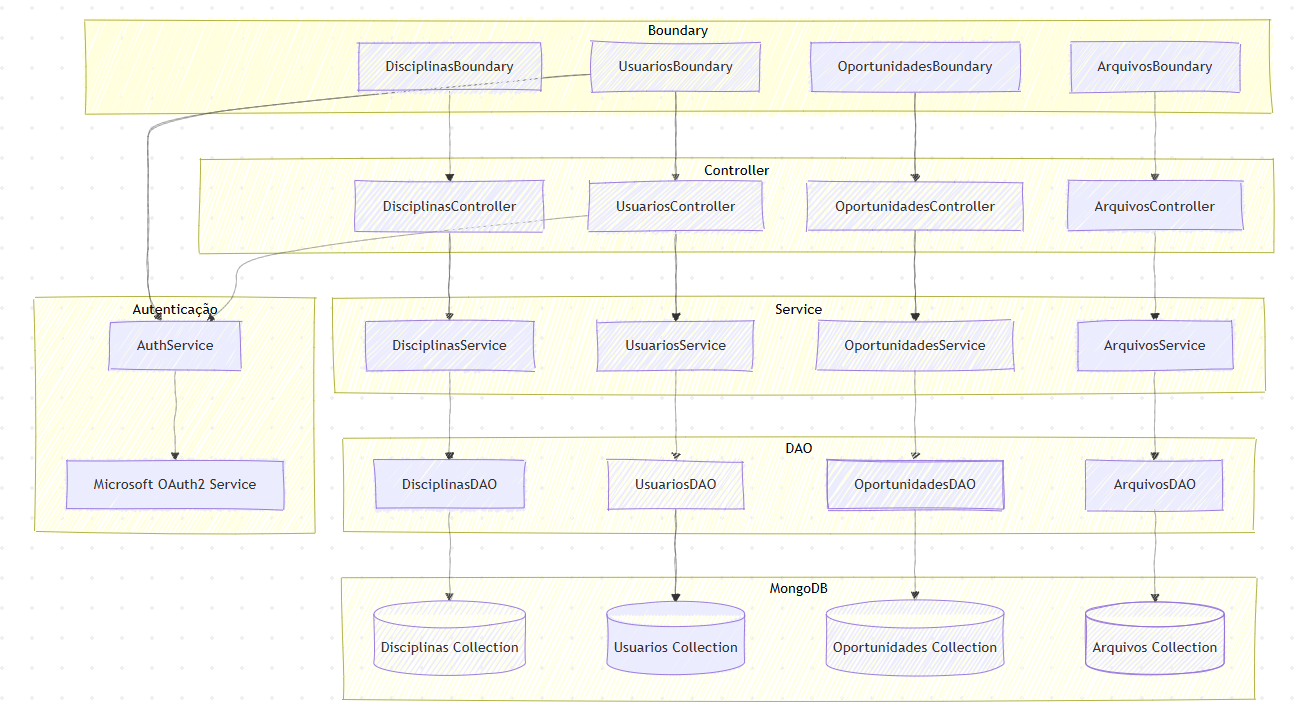 Boundary
DisciplinasBoundary
UsuariosBoundary
OportunidadesBoundary
ArquivosBoundary
Controller
DisciplinasController
UsuariosController
OportunidadesController
ArquivosController
Autenticação
Service
AuthService
DisciplinasService
UsuariosService
OportunidadesService
ArquivosService
DAO
Microsoft OAuth2 Service
DisciplinasDAO
UsuariosDAO
OportunidadesDAO
ArquivosDAO
MongoDB
Disciplinas Collection
Usuarios Collection
Oportunidades Collection
Arquivos Collection